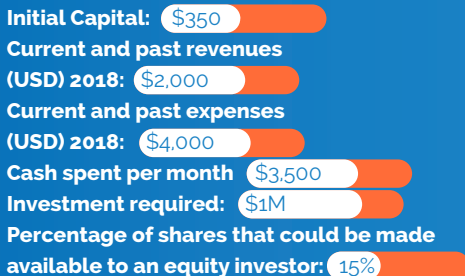 Initial Capital: $350
Current and past revenues
(USD) 2018: $2,000
Current and past expenses
(USD) 2018: $4,000
Cash spent per month $3,500
Investment required: $1M
Percentage of shares that could be made
available to an equity investor: 15%